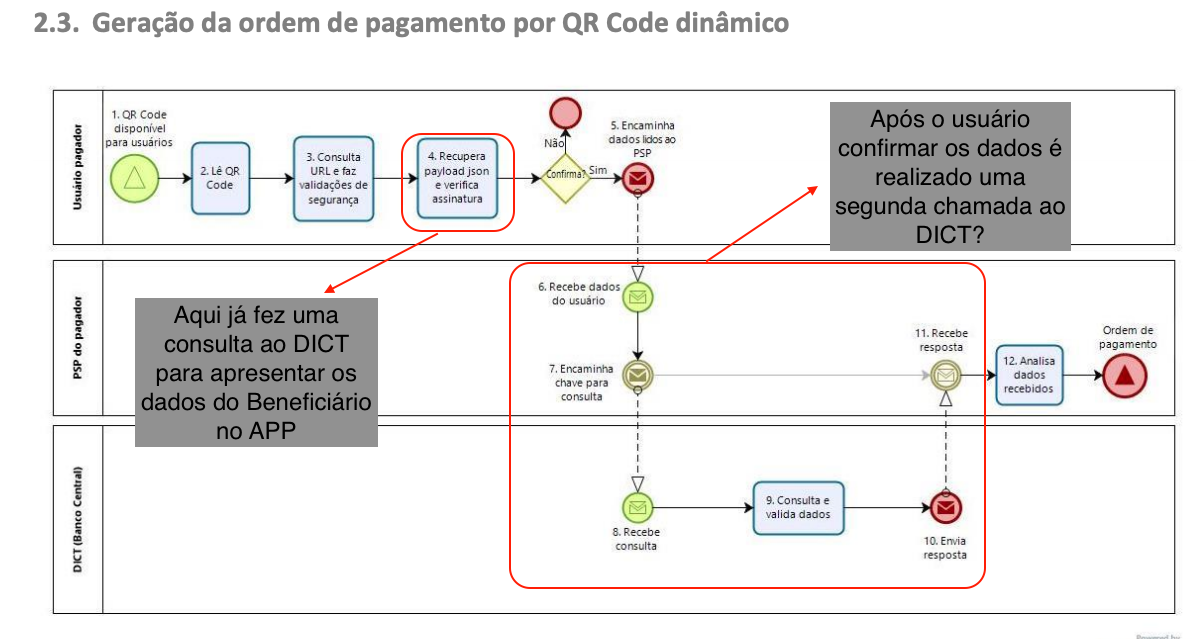 2.3. Geração da ordem de pagamento por QR Code dinâmico
Usuário pagador
1. QR Code
disponível
para usuários
2. Lê QR
Code
3. Consulta
URL e faz
validações de
segurança
4. Recupera
payload json
e verifica
assinatura
Não
Confirma?
Sim
5. Encaminha
dados lidos ao
PSP
Após o usuário
confirmar os dados é
realizado uma
segunda chamada ao
DICT?
PSP do pagador
Aqui já fez uma
consulta ao DICT
para apresentar os
dados do Beneficiário
no APP
6. Recebe dados
do usuário
7. Encaminha
chave para
consulta
11. Recebe
resposta
12. Analisa
dados
recebidos
Ordem de
pagamento
DICT (Banco Central)
8. Recebe
consulta
9. Consulta e
valida dados
10. Envia
resposta
Powered by